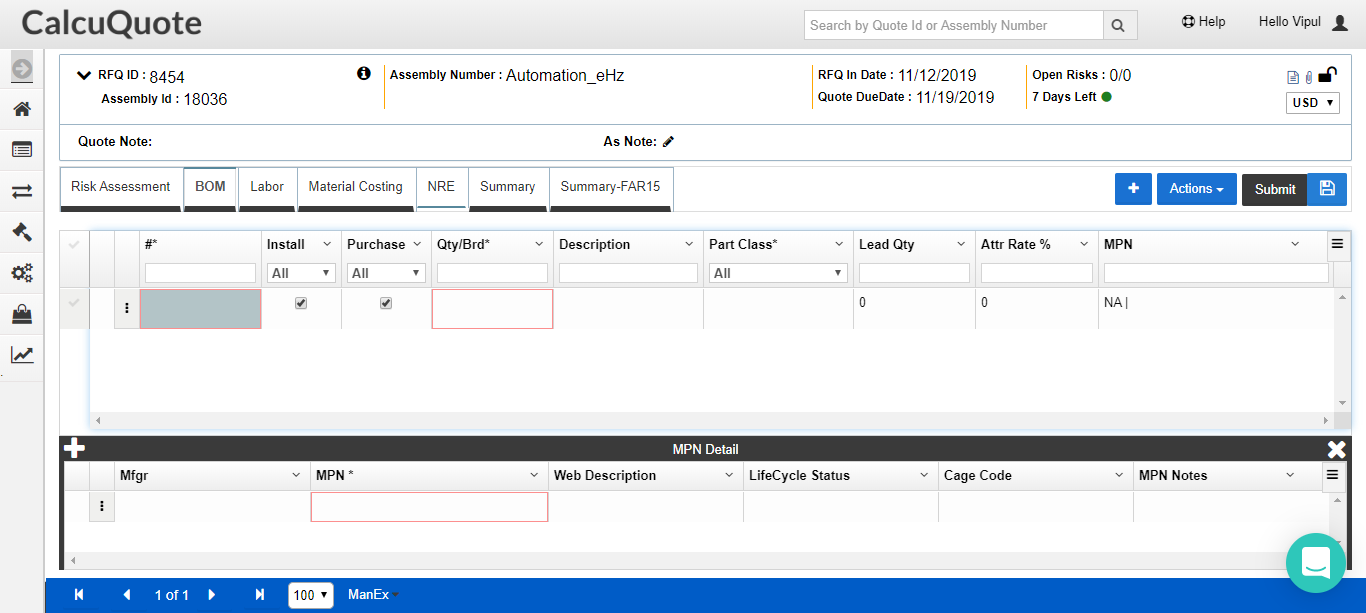 CalcuQuote
Search by Quote Id or Assembly Number
Help
Hello Vipul
RFQ ID : 8454
Assembly Number : Automation_eHz
RFQ In Date : 11/12/2019
Open Risks : 0/0
Assembly Id : 18036
Quote DueDate : 11/19/2019
7 Days Left
USD
Quote Note:
As Note:
Risk Assessment
BOM
Labor
Material Costing
NRE
Summary
Summary-FAR15
Actions
Submit
#*
Install
Purchase
Qty/Brd*
Description
Part Class*
Lead Qty
Attr Rate %
MPN
All
All
All
0
0
NA |
MPN Detail
Mfgr
MPN *
Web Description
LifeCycle Status
Cage Code
MPN Notes
1 of 1
100
ManEx